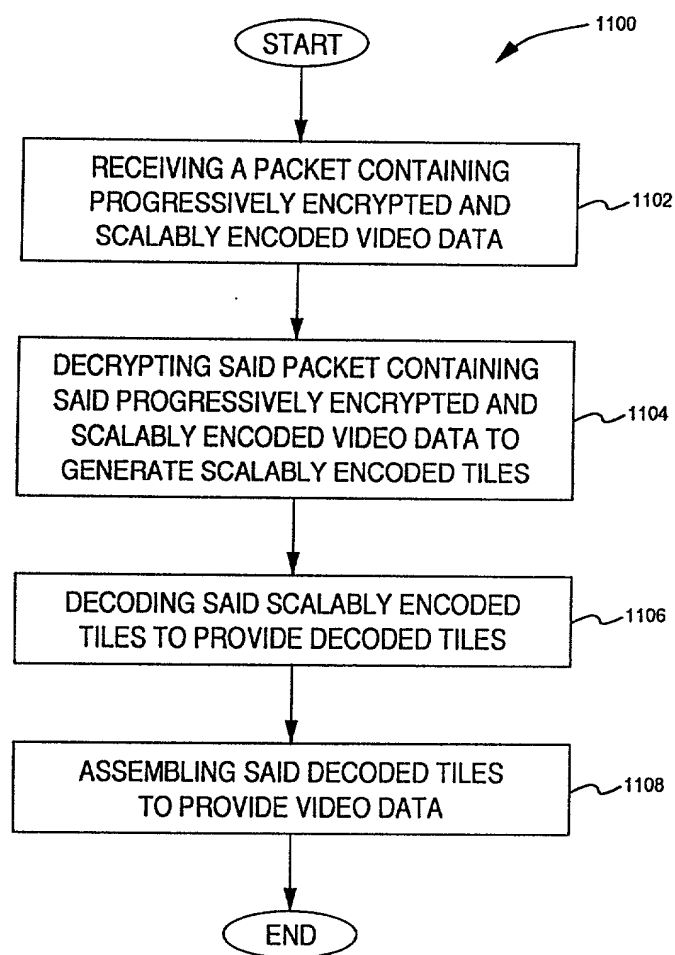 START
1100
RECEIVING A PACKET CONTAINING
PROGRESSIVELY ENCRYPTED AND
SCALABLY ENCODED VIDEO DATA
1102
DECRYPTING SAID PACKET CONTAINING
SAID PROGRESSIVELY ENCRYPTED AND
SCALABLY ENCODED VIDEO DATA TO
GENERATE SCALABLY ENCODED TILES
1104
DECODING SAID SCALABLY ENCODED
TILES TO PROVIDE DECODED TILES
1106
ASSEMBLING SAID DECODED TILES
TO PROVIDE VIDEO DATA
1108
END